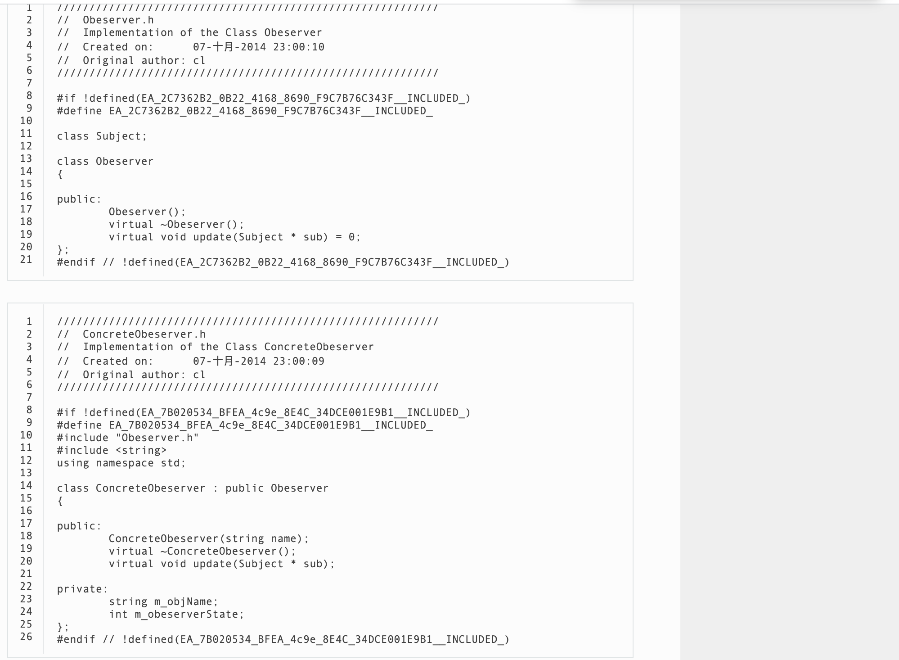 1 ///////////////////////////////////////////////////////////
2 //  Obeserver.h
3 //  Implementation of the Class Obeserver
4 //  Created on:      07-十月-2014 23:00:10
5 //  Original author: cl
6 ///////////////////////////////////////////////////////////
7
8 #if !defined(EA_2C7362B2_0B22_4168_8690_F9C7B76C343F__INCLUDED_)
9 #define EA_2C7362B2_0B22_4168_8690_F9C7B76C343F__INCLUDED_
10
11 class Subject;
12
13 class Obeserver
14 {
15
16 public:
17         Obeserver();
18         virtual ~Obeserver();
19         virtual void update(Subject * sub) = 0;
20 };
21 #endif // !defined(EA_2C7362B2_0B22_4168_8690_F9C7B76C343F__INCLUDED_)
1 ///////////////////////////////////////////////////////////
2 //  ConcreteObeserver.h
3 //  Implementation of the Class ConcreteObeserver
4 //  Created on:      07-十月-2014 23:00:09
5 //  Original author: cl
6 ///////////////////////////////////////////////////////////
7
8 #if !defined(EA_7B020534_BFEA_4c9e_8E4C_34DCE001E9B1__INCLUDED_)
9 #define EA_7B020534_BFEA_4c9e_8E4C_34DCE001E9B1__INCLUDED_
10 #include "Obeserver.h"
11 #include <string>
12 using namespace std;
13
14 class ConcreteObeserver : public Obeserver
15 {
16
17 public:
18         ConcreteObeserver(string name);
19         virtual ~ConcreteObeserver();
20         virtual void update(Subject * sub);
21
22 private:
23         string m_objName;
24         int m_obeserverState;
25 };
26 #endif // !defined(EA_7B020534_BFEA_4c9e_8E4C_34DCE001E9B1__INCLUDED_)